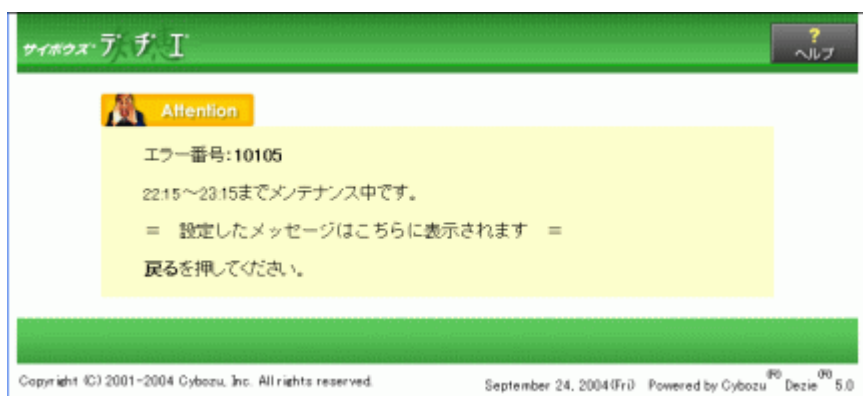 サイボウズ デヂエ
?
ヘルプ
Attention
エラー番号:10105
22:15～23:15までメンテナンス中です。
＝　設定したメッセージはこちらに表示されます　＝
戻るを押してください。
Copyright (C) 2001-2004 Cybozu, Inc. All rights reserved.
September 24, 2004(Fri) Powered by Cybozu(R) Dezie(R) 5.0